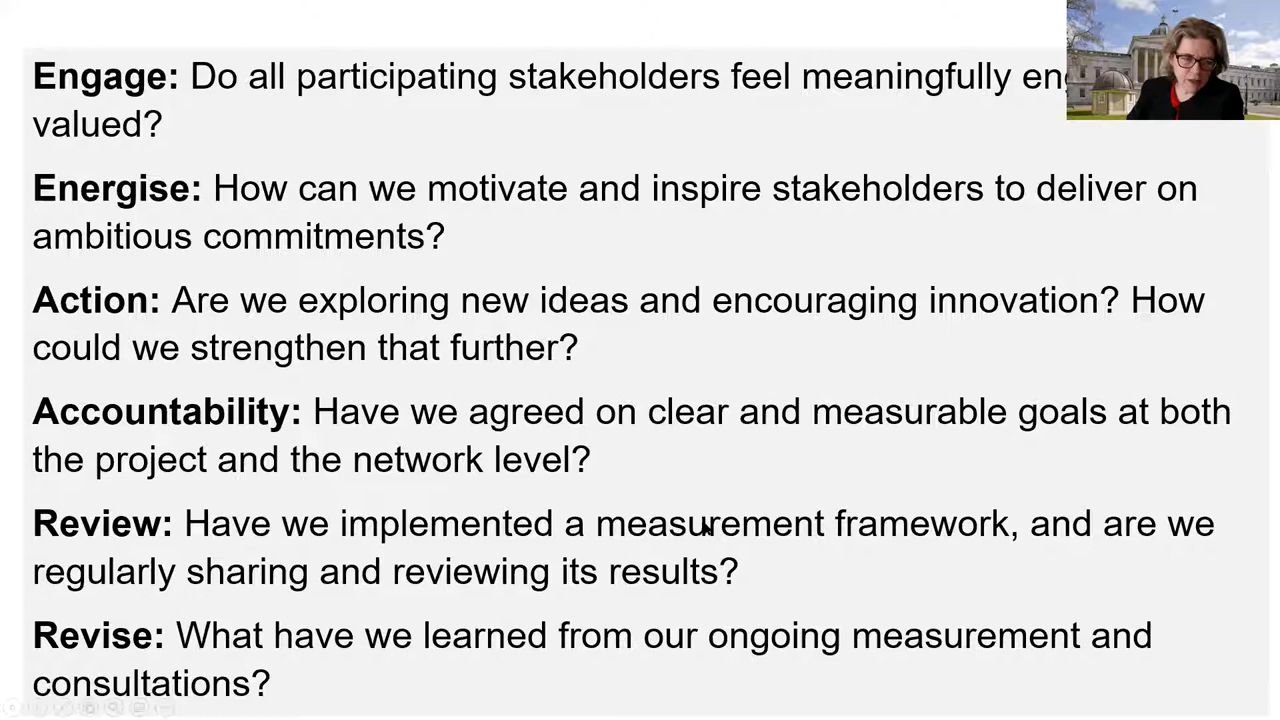 Engage: Do all participating stakeholders feel meaningfully
valued?
Energise: How can we motivate and inspire stakeholders to deliver on
ambitious commitments?
Action: Are we exploring new ideas and encouraging innovation? How
could we strengthen that further?
Accountability: Have we agreed on clear and measurable goals at both
the project and the network level?
Review: Have we implemented a measurement framework, and are we
regularly sharing and reviewing its results?
Revise: What have we learned from our ongoing measurement and
consultations?